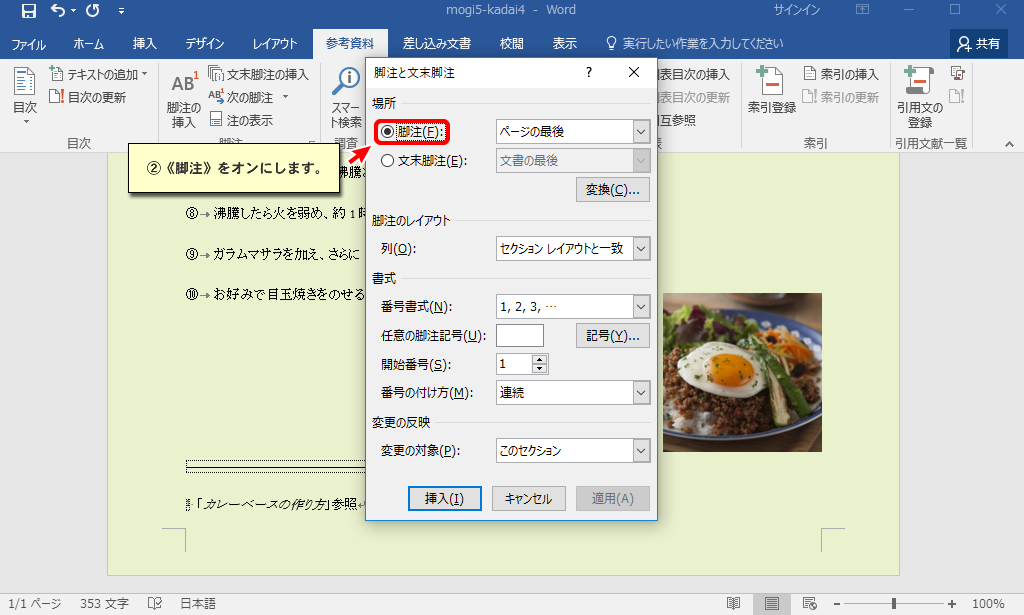 mogi5-kadai4 - Word
サインイン
ファイル ホーム 挿入 デザイン レイアウト 参考資料 差し込み文書 校閲 表示 実行したい作業を入力してください 共有
目次
テキストの追加
目次の更新
目次
AB1
脚注の挿入
文末脚注の挿入
次の脚注
注の表示
脚注
スマート検索
調査
図表目次の挿入
図表目次の更新
相互参照
索引登録
索引の挿入
索引の更新
索引
引用文の登録
引用文献一覧
②《脚注》をオンにします。
沸騰
⑧→沸騰したら火を弱め、約1時
⑨→ガラムマサラを加え、さらに
⑩→お好みで目玉焼きをのせる
「カレーベースの作り方」参照
脚注と文末脚注
?
場所
脚注(F): ページの最後
文末脚注(E): 文書の最後
変換(C)...
脚注のレイアウト
列(O): セクション レイアウトと一致
書式
番号書式(N): 1, 2, 3, …
任意の脚注記号(U): 記号(Y)...
開始番号(S): 1
番号の付け方(M): 連続
変更の反映
変更の対象(P): このセクション
挿入(I) キャンセル 適用(A)
1/1 ページ 353 文字 日本語 100%